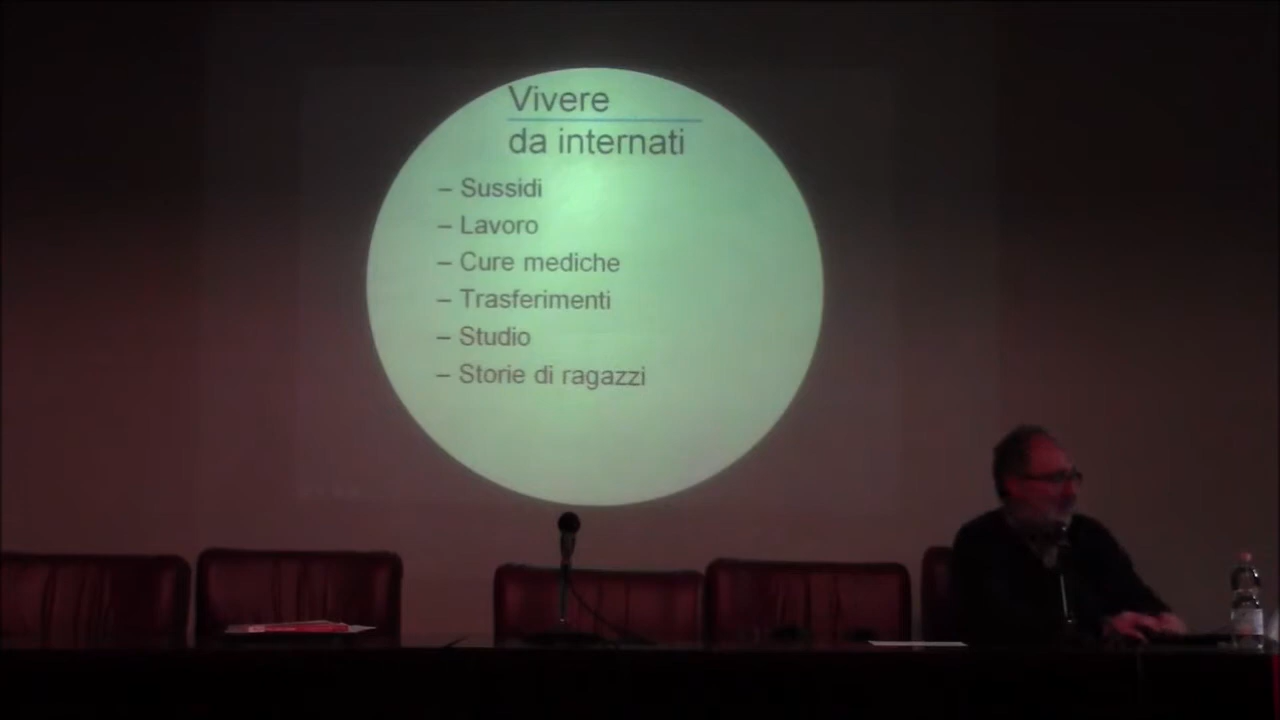 Vivere
da internati
– Sussidi
– Lavoro
– Cure mediche
– Trasferimenti
– Studio
– Storie di ragazzi